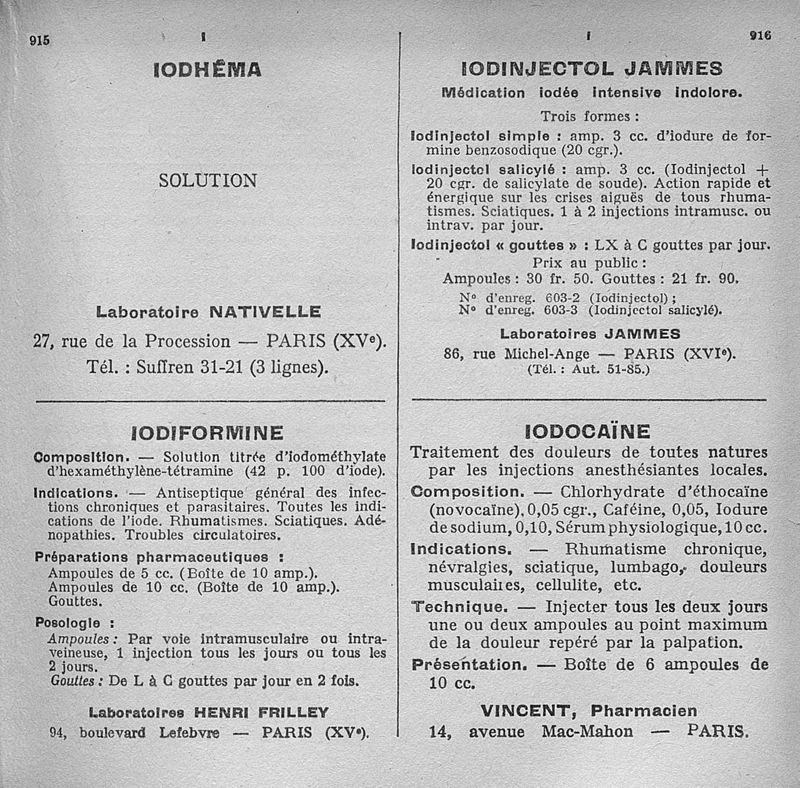 915
I
IODHÊMA
SOLUTION
Laboratoire NATIVELLE
27, rue de la Procession — PARIS (XVe).
Tél. : Suffren 31-21 (3 lignes).
IODIFORMINE
Composition. — Solution titrée d'iodométhylate
d'hexaméthylène-tétramine (42 p. 100 d'iode).
Indications. — Antiseptique général des infec-
tions chroniques et parasitaires. Toutes les indi-
cations de l'iode. Rhumatismes. Sciatiques. Adé-
nopathies. Troubles circulatoires.
Préparations pharmaceutiques :
Ampoules de 5 cc. (Boîte de 10 amp.).
Ampoules de 10 cc. (Boîte de 10 amp.).
Gouttes.
Posologie :
Ampoules : Par voie intramusculaire ou intra-
veineuse, 1 injection tous les jours ou tous les
2 jours.
Gouttes : De L à C gouttes par jour en 2 fois.
Laboratoires HENRI FRILLEY
94, boulevard Lefebvre — PARIS (XVe).
I
916
IODINJECTOL JAMMES
Médication iodée intensive indolore.
Trois formes :
Iodinjectol simple : amp. 3 cc. d'iodure de for-
mine benzosodique (20 cgr.).
Iodinjectol salicylé : amp. 3 cc. (Iodinjectol +
20 cgr. de salicylate de soude). Action rapide et
énergique sur les crises aiguës de tous rhuma-
tismes. Sciatiques. 1 à 2 injections intramusc. ou
intrav. par jour.
Iodinjectol « gouttes » : LX à C gouttes par jour.
Prix au public :
Ampoules : 30 fr. 50. Gouttes : 21 fr. 90.
No d'enreg. 603-2 (Iodinjectol) ;
No d'enreg. 603-3 (Iodinjectol salicylé).
Laboratoires JAMMES
86, rue Michel-Ange — PARIS (XVIe).
(Tél. : Aut. 51-85.)
IODOCAÏNE
Traitement des douleurs de toutes natures
par les injections anesthésiantes locales.
Composition. — Chlorhydrate d'éthocaïne
(novocaïne), 0,05 cgr., Caféine, 0,05, Iodure
de sodium, 0,10, Sérum physiologique, 10 cc.
Indications. — Rhumatisme chronique,
névralgies, sciatique, lumbago, douleurs
musculaires, cellulite, etc.
Technique. — Injecter tous les deux jours
une ou deux ampoules au point maximum
de la douleur repéré par la palpation.
Présentation. — Boîte de 6 ampoules de
10 cc.
VINCENT, Pharmacien
14, avenue Mac-Mahon — PARIS.